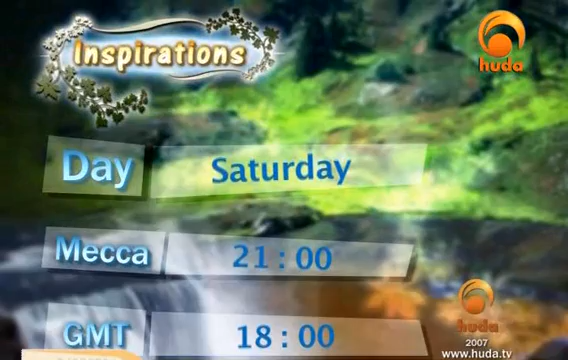 Inspirations
huda
Day Saturday
Mecca 21:00
GMT 18:00
huda
2007
www.huda.tv